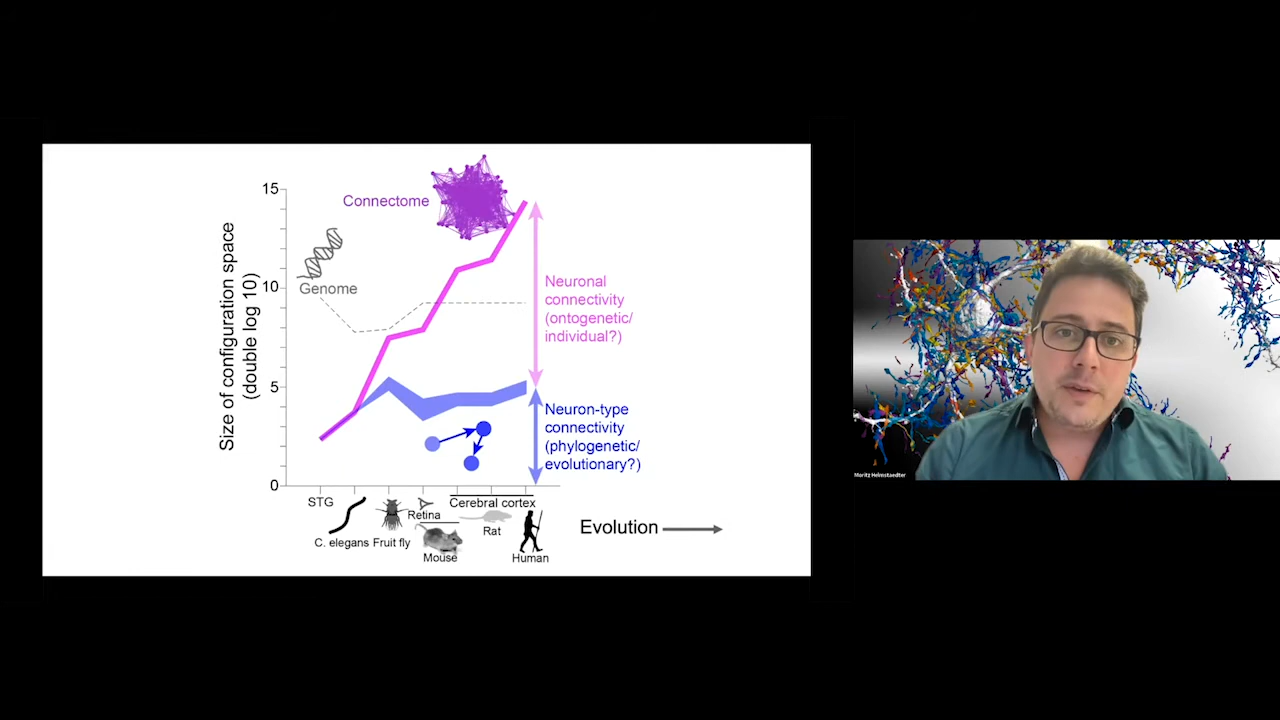 15
Connectome
Genome
10
Size of configuration space
(double log 10)
Neuronal
connectivity
(ontogenetic/
individual?)
5
Neuron-type
connectivity
(phylogenetic/
evolutionary?)
0
STG
Retina
Cerebral cortex
C. elegans
Fruit fly
Mouse
Rat
Human
Evolution
Moritz Helmstaedter